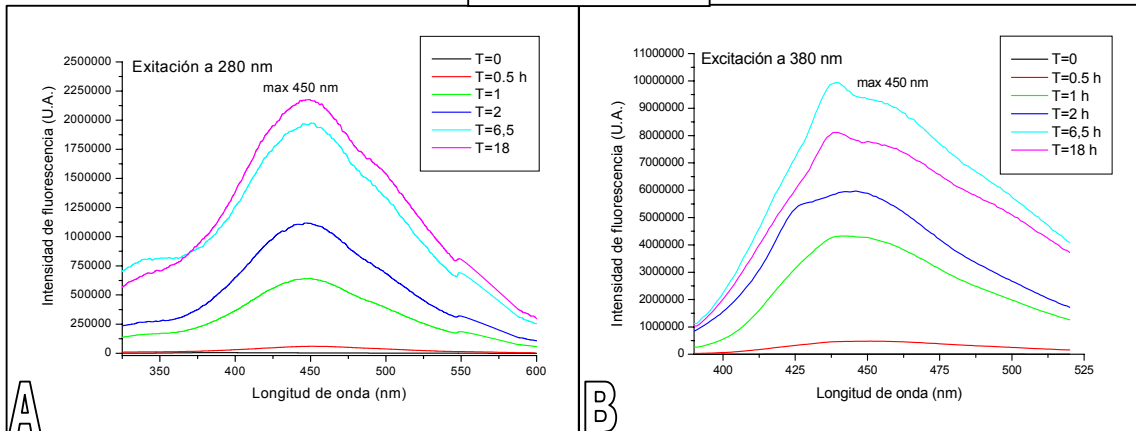 Exitación a 280 nm
max 450 nm
T=0
T=0.5 h
T=1
T=2
T=6,5
T=18
Intensidad de fluorescencia (U.A.)
2500000
2250000
2000000
1750000
1500000
1250000
1000000
750000
500000
250000
0
350
400
450
500
550
600
Longitud de onda (nm)
A
Excitación a 380 nm
max 450 nm
T=0
T=0.5 h
T=1 h
T=2 h
T=6,5 h
T=18 h
Intensidad de fluorescencia (U.A.)
11000000
10000000
9000000
8000000
7000000
6000000
5000000
4000000
3000000
2000000
1000000
0
400
425
450
475
500
525
Longitud de onda (nm)
B